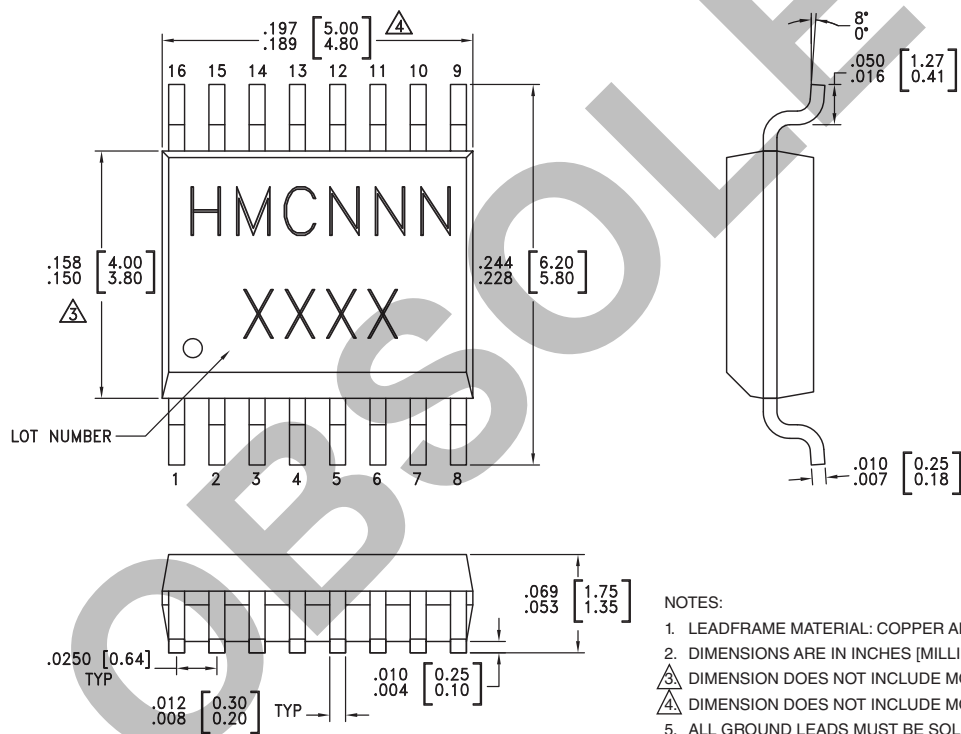 .197 [5.00]
.189 [4.80]
4
16 15 14 13 12 11 10 9
8°
0°
.050 [1.27]
.016 [0.41]
HMCNNN
XXXX
.158 [4.00]
.150 [3.80]
3
.244 [6.20]
.228 [5.80]
LOT NUMBER
1 2 3 4 5 6 7 8
.010 [0.25]
.007 [0.18]
.069 [1.75]
.053 [1.35]
.0250 [0.64]
TYP
.012 [0.30]
.008 [0.20]
TYP
.010 [0.25]
.004 [0.10]
NOTES:
1. LEADFRAME MATERIAL: COPPER
2. DIMENSIONS ARE IN INCHES
3. DIMENSION DOES NOT INCLUDE
4. DIMENSION DOES NOT INCLUDE
5. ALL GROUND LEADS MUST BE
OBSOLE